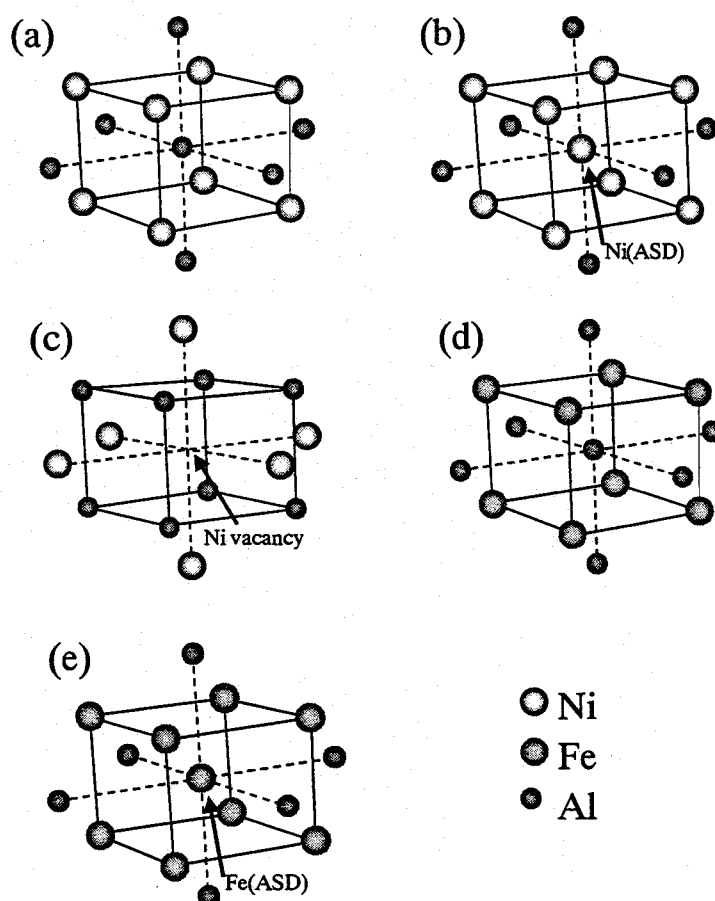 (a)
(b)
Ni(ASD)
(c)
Ni vacancy
(d)
(e)
Fe(ASD)
Ni
Fe
Al